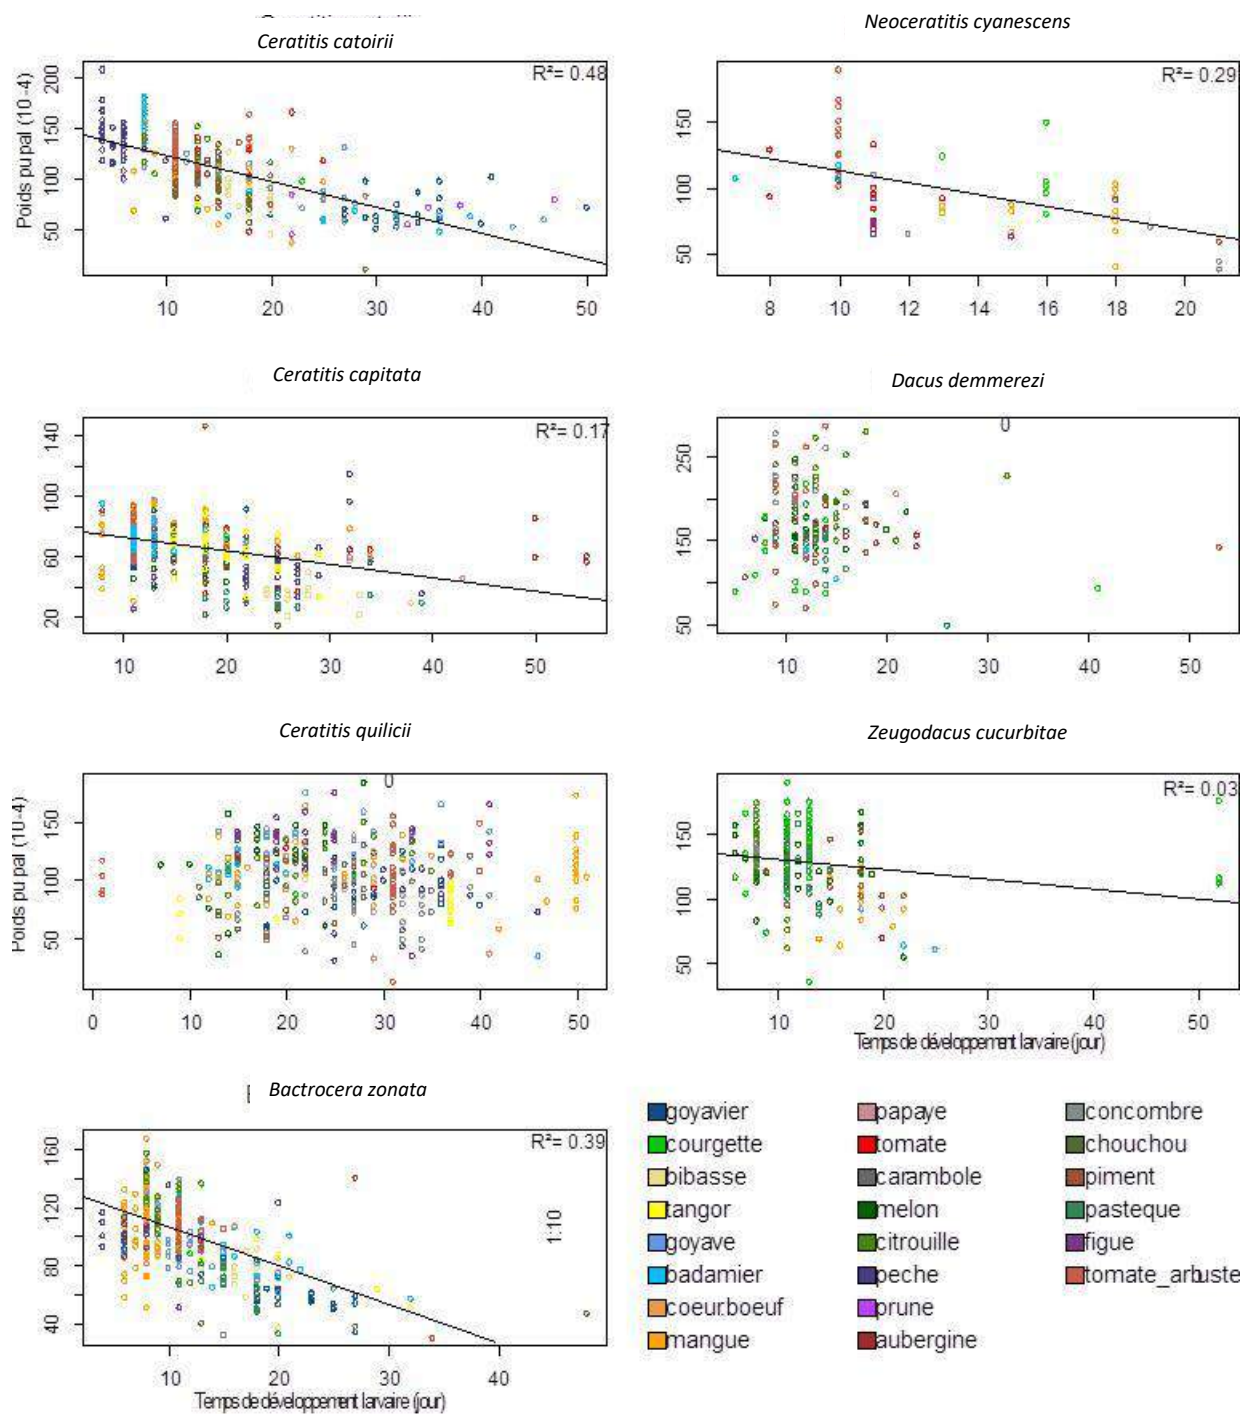 Ceratitis catoirii
Neoceratitis cyanescens
Poids pupal (10-4)
R²= 0.48
50 100 150 200
10 20 30 40 50
R²= 0.29
50 100 150
8 10 12 14 16 18 20
Ceratitis capitata
Dacus demmerezi
R²= 0.17
20 60 100 140
10 20 30 40 50
0
50 150 250
10 20 30 40 50
Ceratitis quilicii
Zeugodacus cucurbitae
Poids pupal (10-4)
0
50 100 150
0 10 20 30 40 50
R²= 0.03
50 100 150
10 20 30 40 50
Temps de développement larvaire (jour)
Bactrocera zonata
R²= 0.39
40 80 120 160
10 20 30 40
Temps de développement larvaire (jour)
1:10
goyavier
courgette
bibasse
tangor
goyave
badamier
coeur.boeuf
mangue
papaye
tomate
carambole
melon
citrouille
peche
prune
aubergine
concombre
chouchou
piment
pasteque
figue
tomate_arbuste